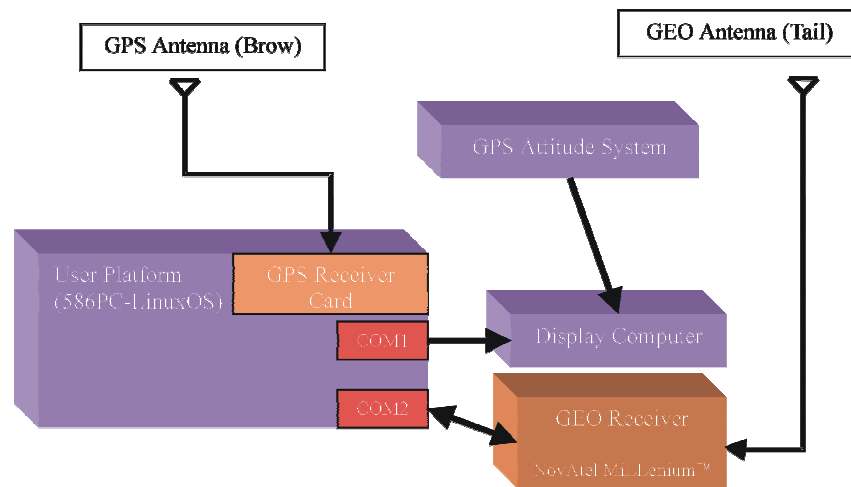 GPS Antenna (Brow)
GEO Antenna (Tail)
GPS Attitude System
User Platform
(586PC-LinuxOS)
GPS Receiver
Card
COM1
Display Computer
COM2
GEO Receiver
NovAtel MiLLenium™